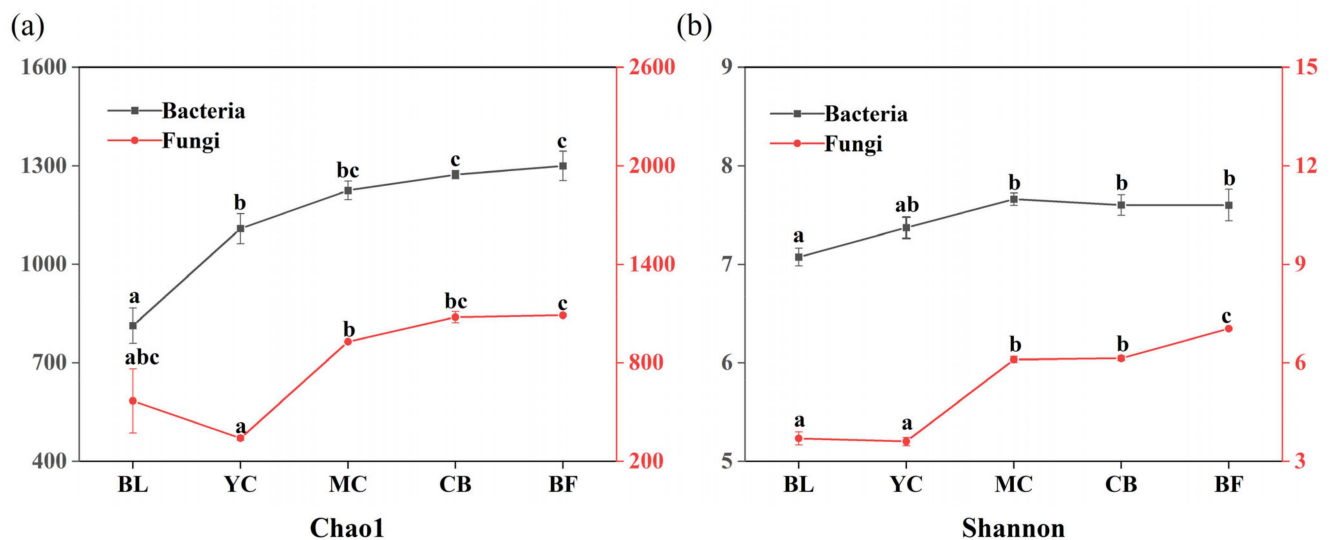 (a)
(b)
1600
1300
1000
700
400
2600
2000
1400
800
200
Bacteria
Fungi
a
b
bc
c
c
abc
a
b
bc
c
BL YC MC CB BF
Chao1
9
8
7
6
5
15
12
9
6
3
Bacteria
Fungi
a
ab
b
b
b
a
a
b
b
c
BL YC MC CB BF
Shannon